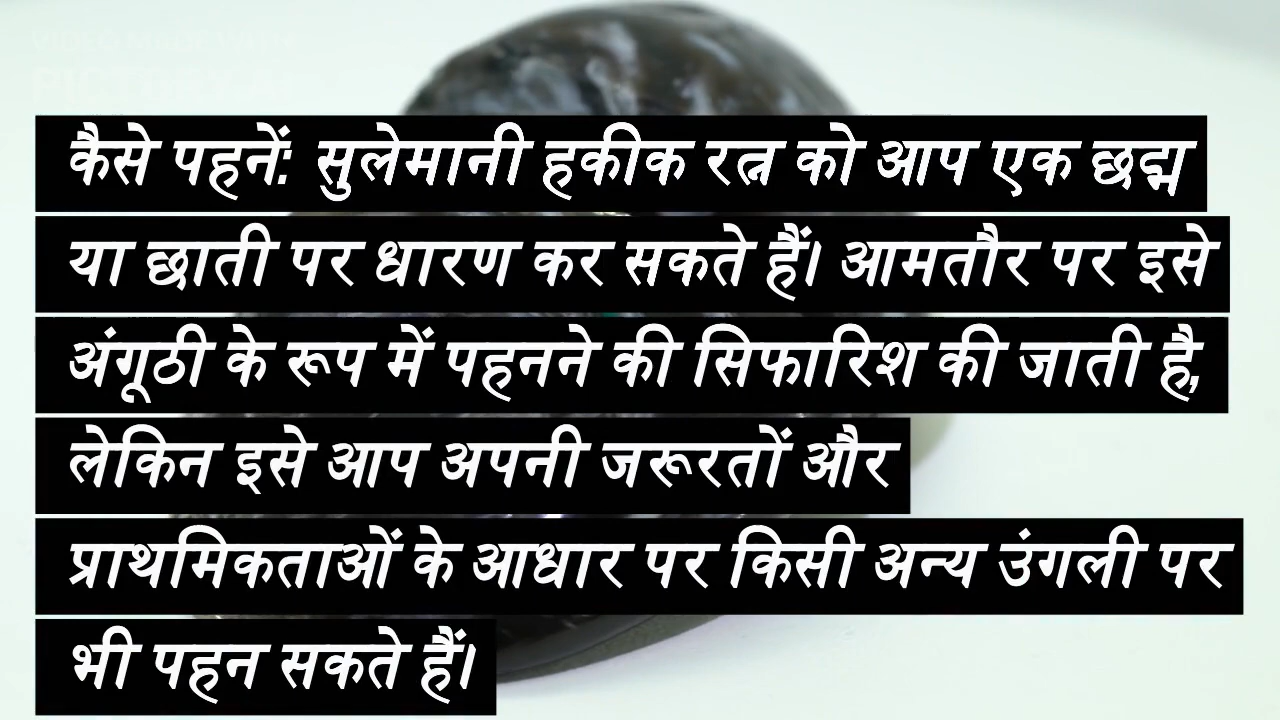 कैसे पहनें: सुलेमानी हकीक रत्न को आप एक छद्म
या छाती पर धारण कर सकते हैं। आमतौर पर इसे
अंगूठी के रूप में पहनने की सिफारिश की जाती है,
लेकिन इसे आप अपनी जरूरतों और
प्राथमिकताओं के आधार पर किसी अन्य उंगली पर
भी पहन सकते हैं।